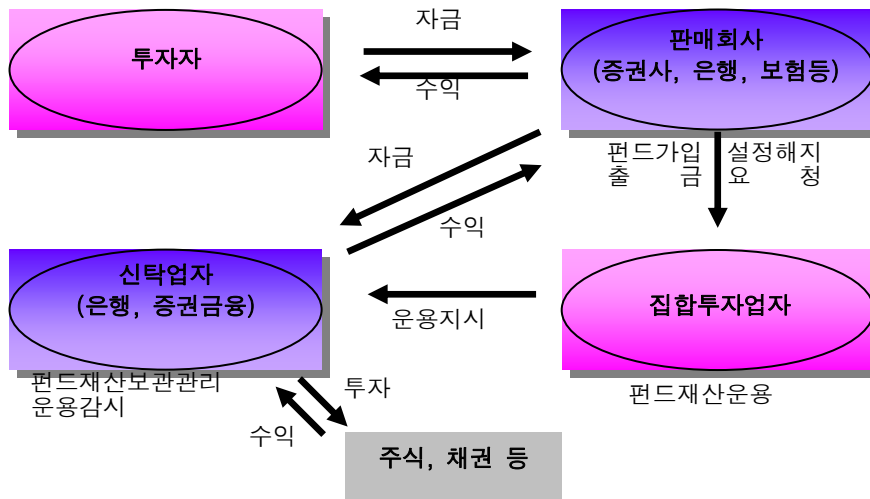 자금
투자자
판매회사
(증권사, 은행, 보험등)
수익
자금
펀드가입
출 금
설정해지
요 청
수익
신탁업자
(은행, 증권금융)
집합투자업자
운용지시
펀드재산보관관리
운용감시
투자
펀드재산운용
수익
주식, 채권 등